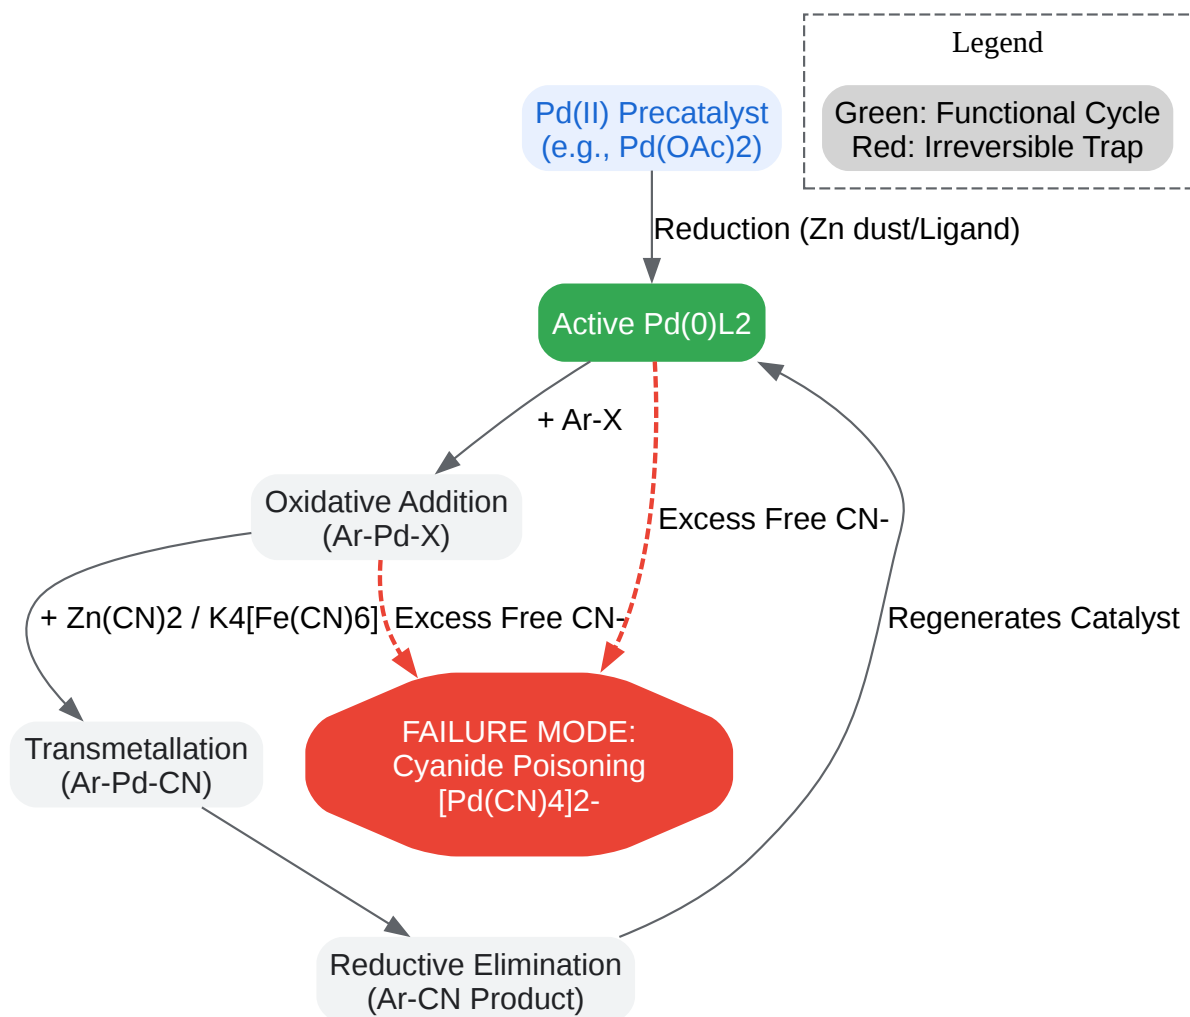 Legend
Green: Functional Cycle
Red: Irreversible Trap
Pd(II) Precatalyst
(e.g., Pd(OAc)2)
Reduction (Zn dust/Ligand)
Active Pd(0)L2
+ Ar-X
Oxidative Addition
(Ar-Pd-X)
Excess Free CN-
+ Zn(CN)2 / K4[Fe(CN)6]
Excess Free CN-
Regenerates Catalyst
Transmetallation
(Ar-Pd-CN)
FAILURE MODE:
Cyanide Poisoning
[Pd(CN)4]2-
Reductive Elimination
(Ar-CN Product)